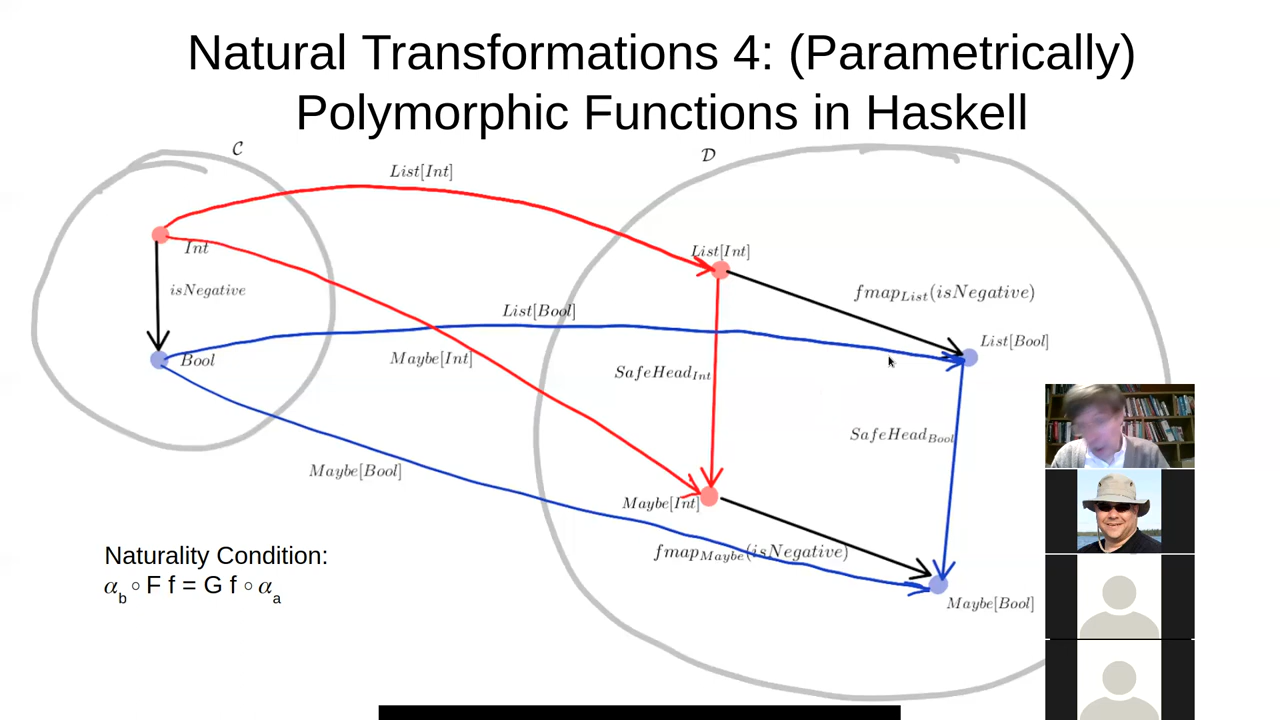 Natural Transformations 4: (Parametrically)
Polymorphic Functions in Haskell
𝒞
𝒟
List[Int]
Int
List[Int]
isNegative
fmap_List(isNegative)
List[Bool]
List[Bool]
Bool
Maybe[Int]
SafeHead_Int
SafeHead_Bool
Maybe[Bool]
Maybe[Int]
fmap_Maybe(isNegative)
Maybe[Bool]
Naturality Condition:
α_b ∘ F f = G f ∘ α_a